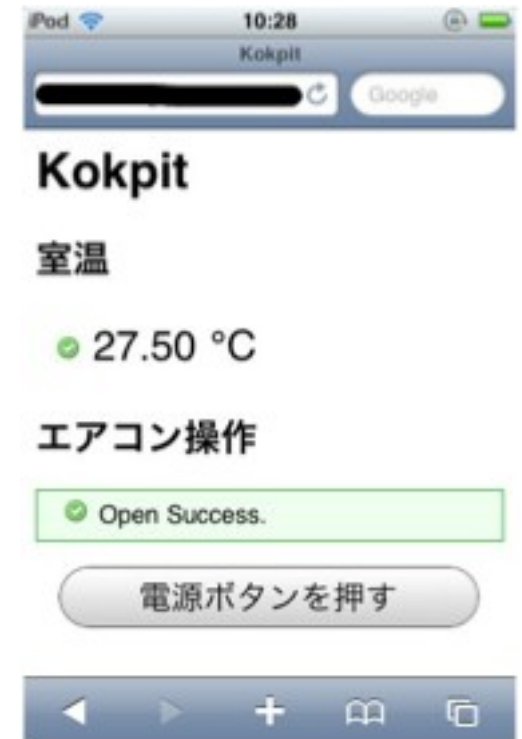 iPod 10:28
Kokpit
Google
Kokpit
室温
27.50 °C
エアコン操作
Open Success.
電源ボタンを押す